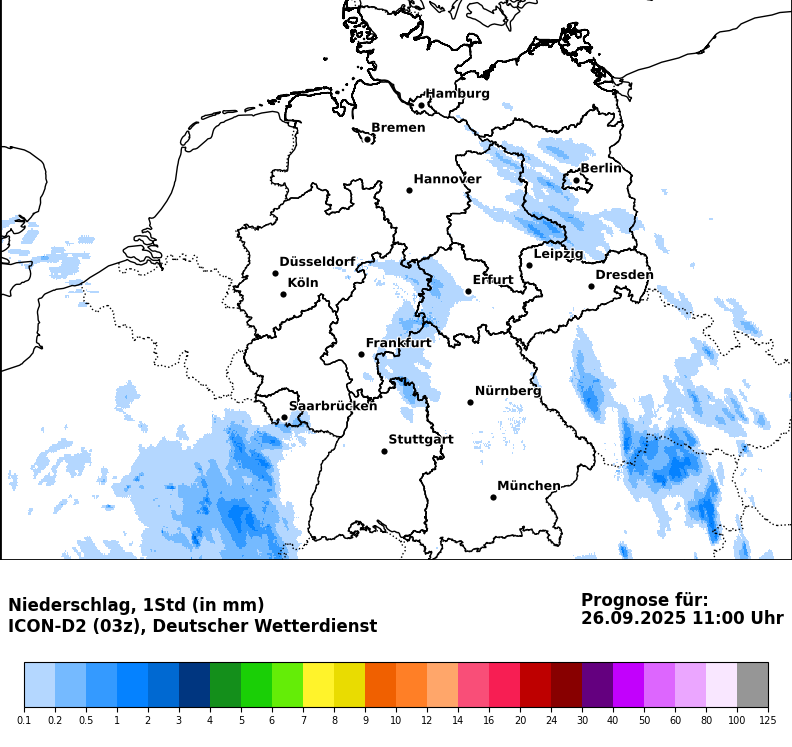 Hamburg
Bremen
Berlin
Hannover
Leipzig
Düsseldorf
Dresden
Köln
Erfurt
Frankfurt
Nürnberg
Saarbrücken
Stuttgart
München
Niederschlag, 1Std (in mm)
ICON-D2 (03z), Deutscher Wetterdienst
Prognose für:
26.09.2025 11:00 Uhr
0.1 0.2 0.5 1 2 3 4 5 6 7 8 9 10 12 14 16 20 24 30 40 50 60 80 100 125